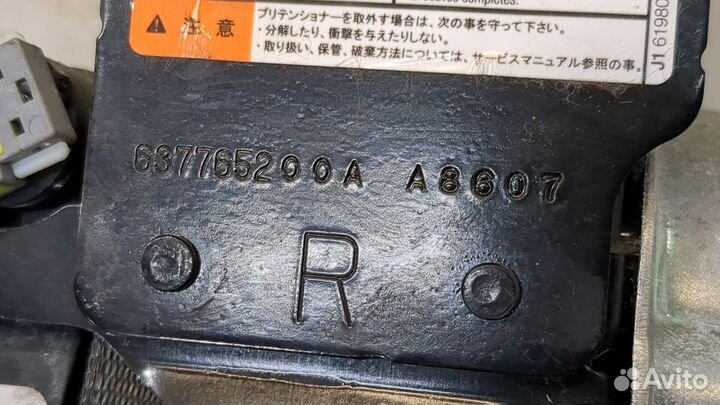 注意
プリテンショナーを取外す場合は、次の事を守って下さい。
・分解したり、衝撃を与えたりしない。
・取り扱い、保管、破棄方法については、サービスマニュアル参照の事。
J1 61980
637765200A A8607
R
Avito